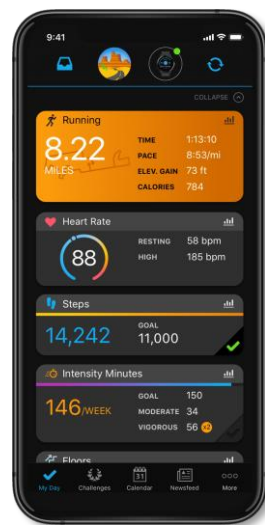 9:41
COLLAPSE
Running
8.22
MILES
TIME 1:13:10
PACE 8:53/mi
ELEV. GAIN 73 ft
CALORIES 784
Heart Rate
88
RESTING 58 bpm
HIGH 185 bpm
Steps
14,242
GOAL
11,000
Intensity Minutes
146/WEEK
GOAL 150
MODERATE 34
VIGOROUS 56 x2
Floors
31
My Day Challenges Calendar Newsfeed More